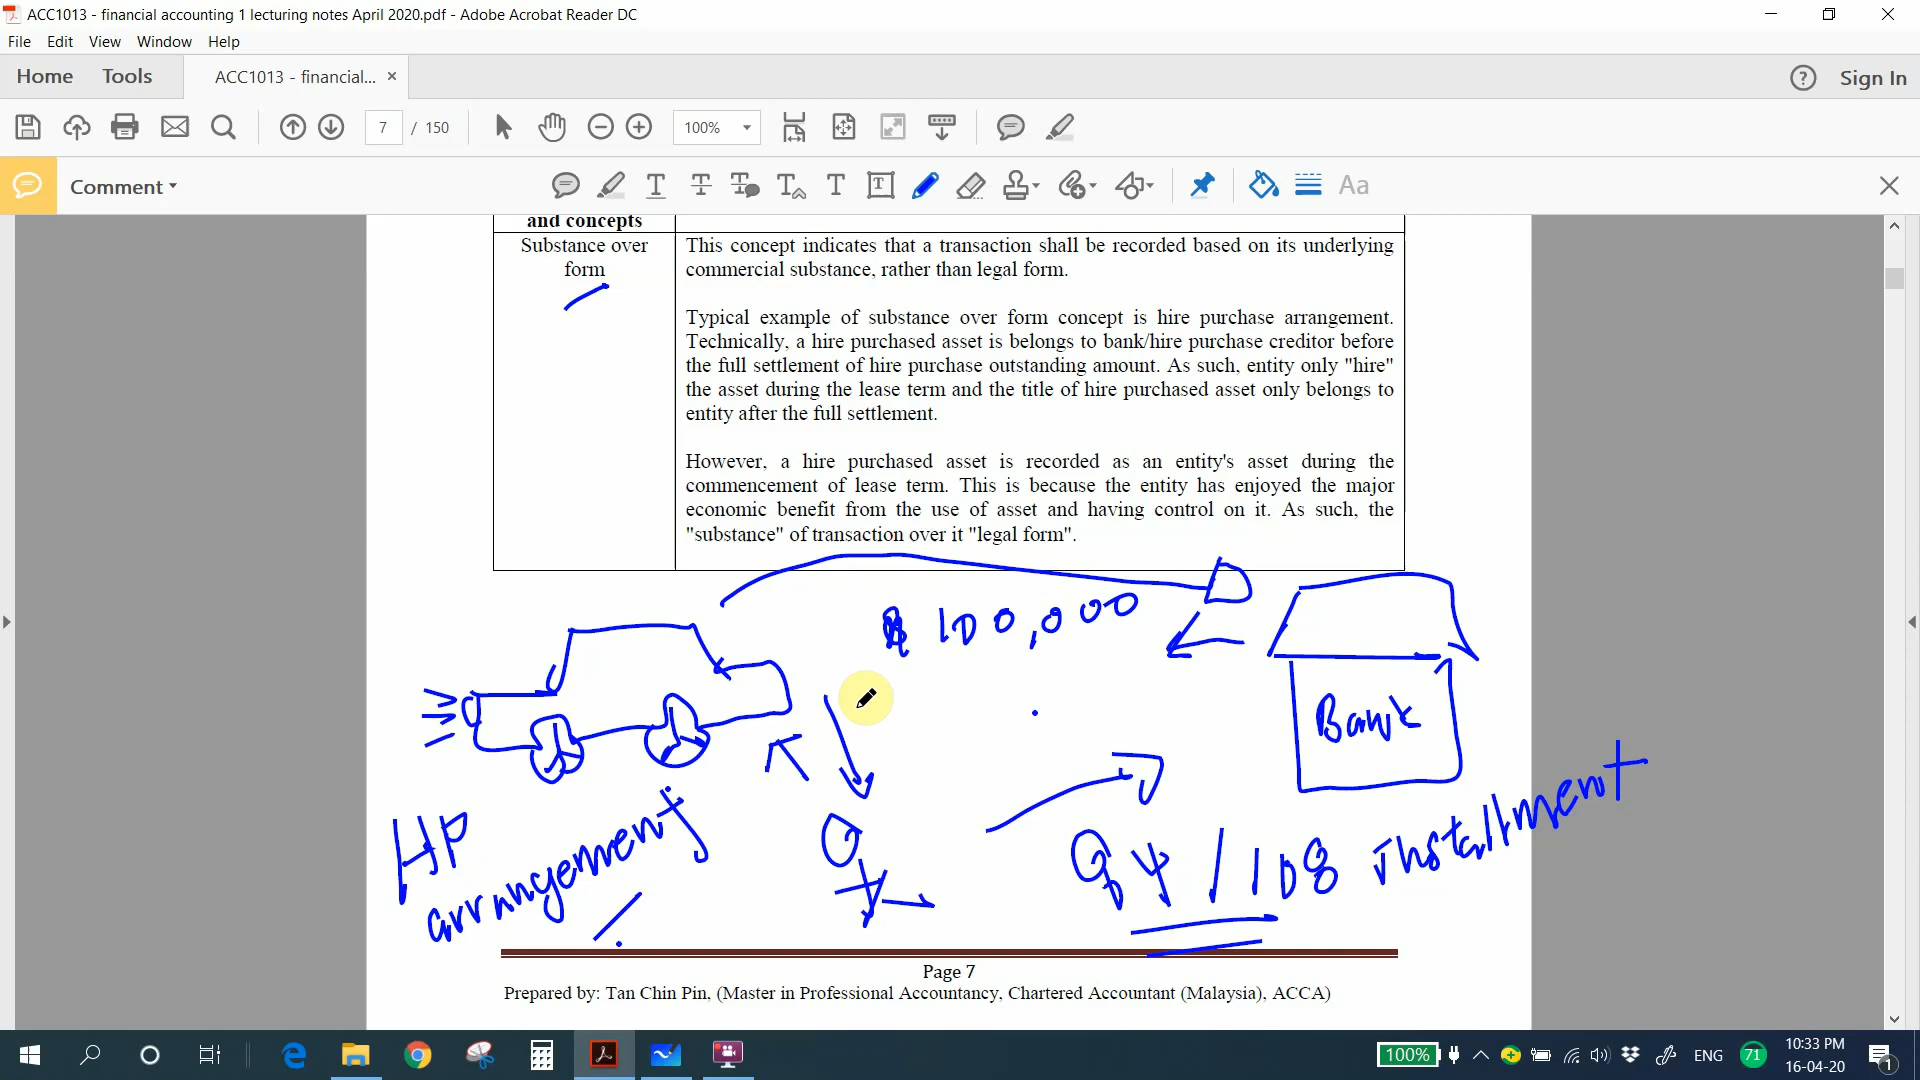 ACC1013 - financial accounting 1 lecturing notes April 2020.pdf - Adobe Acrobat Reader DC
File Edit View Window Help
Home Tools ACC1013 - financial... × Sign In
7 / 150 100%
Comment
Aa
and concepts
Substance over
form
This concept indicates that a transaction shall be recorded based on its underlying
commercial substance, rather than legal form.
Typical example of substance over form concept is hire purchase arrangement.
Technically, a hire purchased asset is belongs to bank/hire purchase creditor before
the full settlement of hire purchase outstanding amount. As such, entity only "hire"
the asset during the lease term and the title of hire purchased asset only belongs to
entity after the full settlement.
However, a hire purchased asset is recorded as an entity's asset during the
commencement of lease term. This is because the entity has enjoyed the major
economic benefit from the use of asset and having control on it. As such, the
"substance" of transaction over it "legal form".
$ 100,000
Bank
HP
arrangement
94 / 108 installment
Page 7
Prepared by: Tan Chin Pin, (Master in Professional Accountancy, Chartered Accountant (Malaysia), ACCA)
100% ENG 71 10:33 PM
16-04-20 1